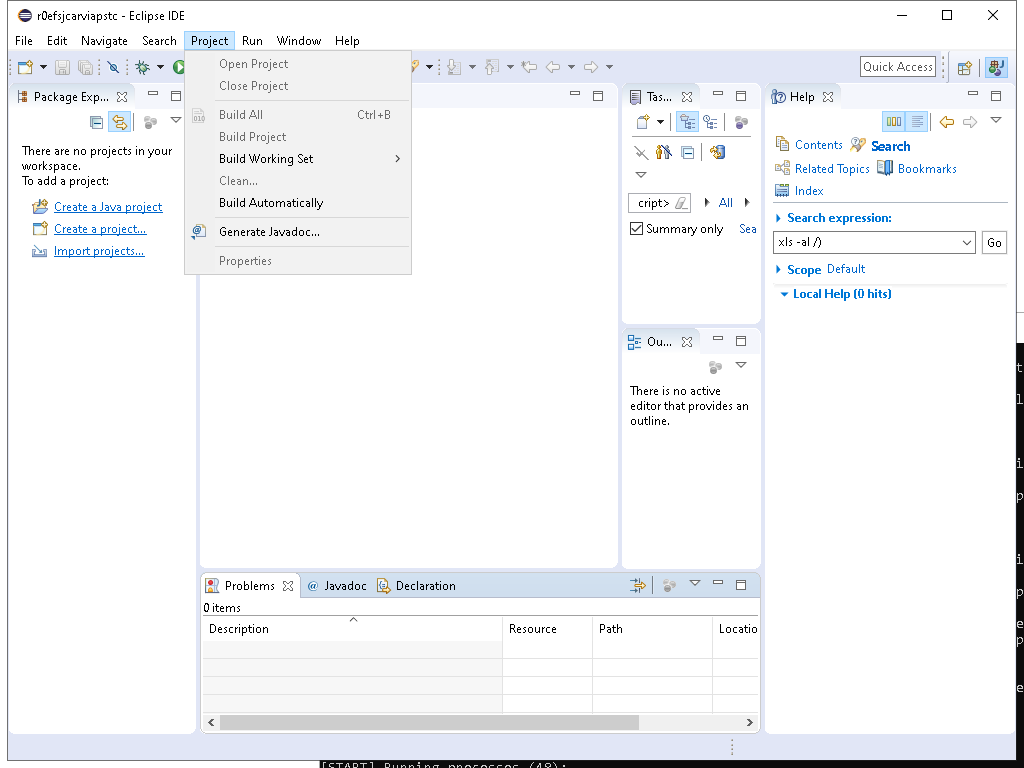 r0efsjcarviapstc - Eclipse IDE
File Edit Navigate Search Project Run Window Help
Quick Access
Package Exp...
There are no projects in your
workspace.
To add a project:
Create a Java project
Create a project...
Import projects...
Open Project
Close Project
Build All Ctrl+B
Build Project
Build Working Set
Clean...
Build Automatically
Generate Javadoc...
Properties
Tas...
cript> All
Summary only Sea
Ou...
There is no active
editor that provides an
outline.
Help
Contents Search
Related Topics Bookmarks
Index
Search expression:
xls -al /) Go
Scope Default
Local Help (0 hits)
Problems @ Javadoc Declaration
0 items
Description Resource Path Locatio
[START] Running processes (48):